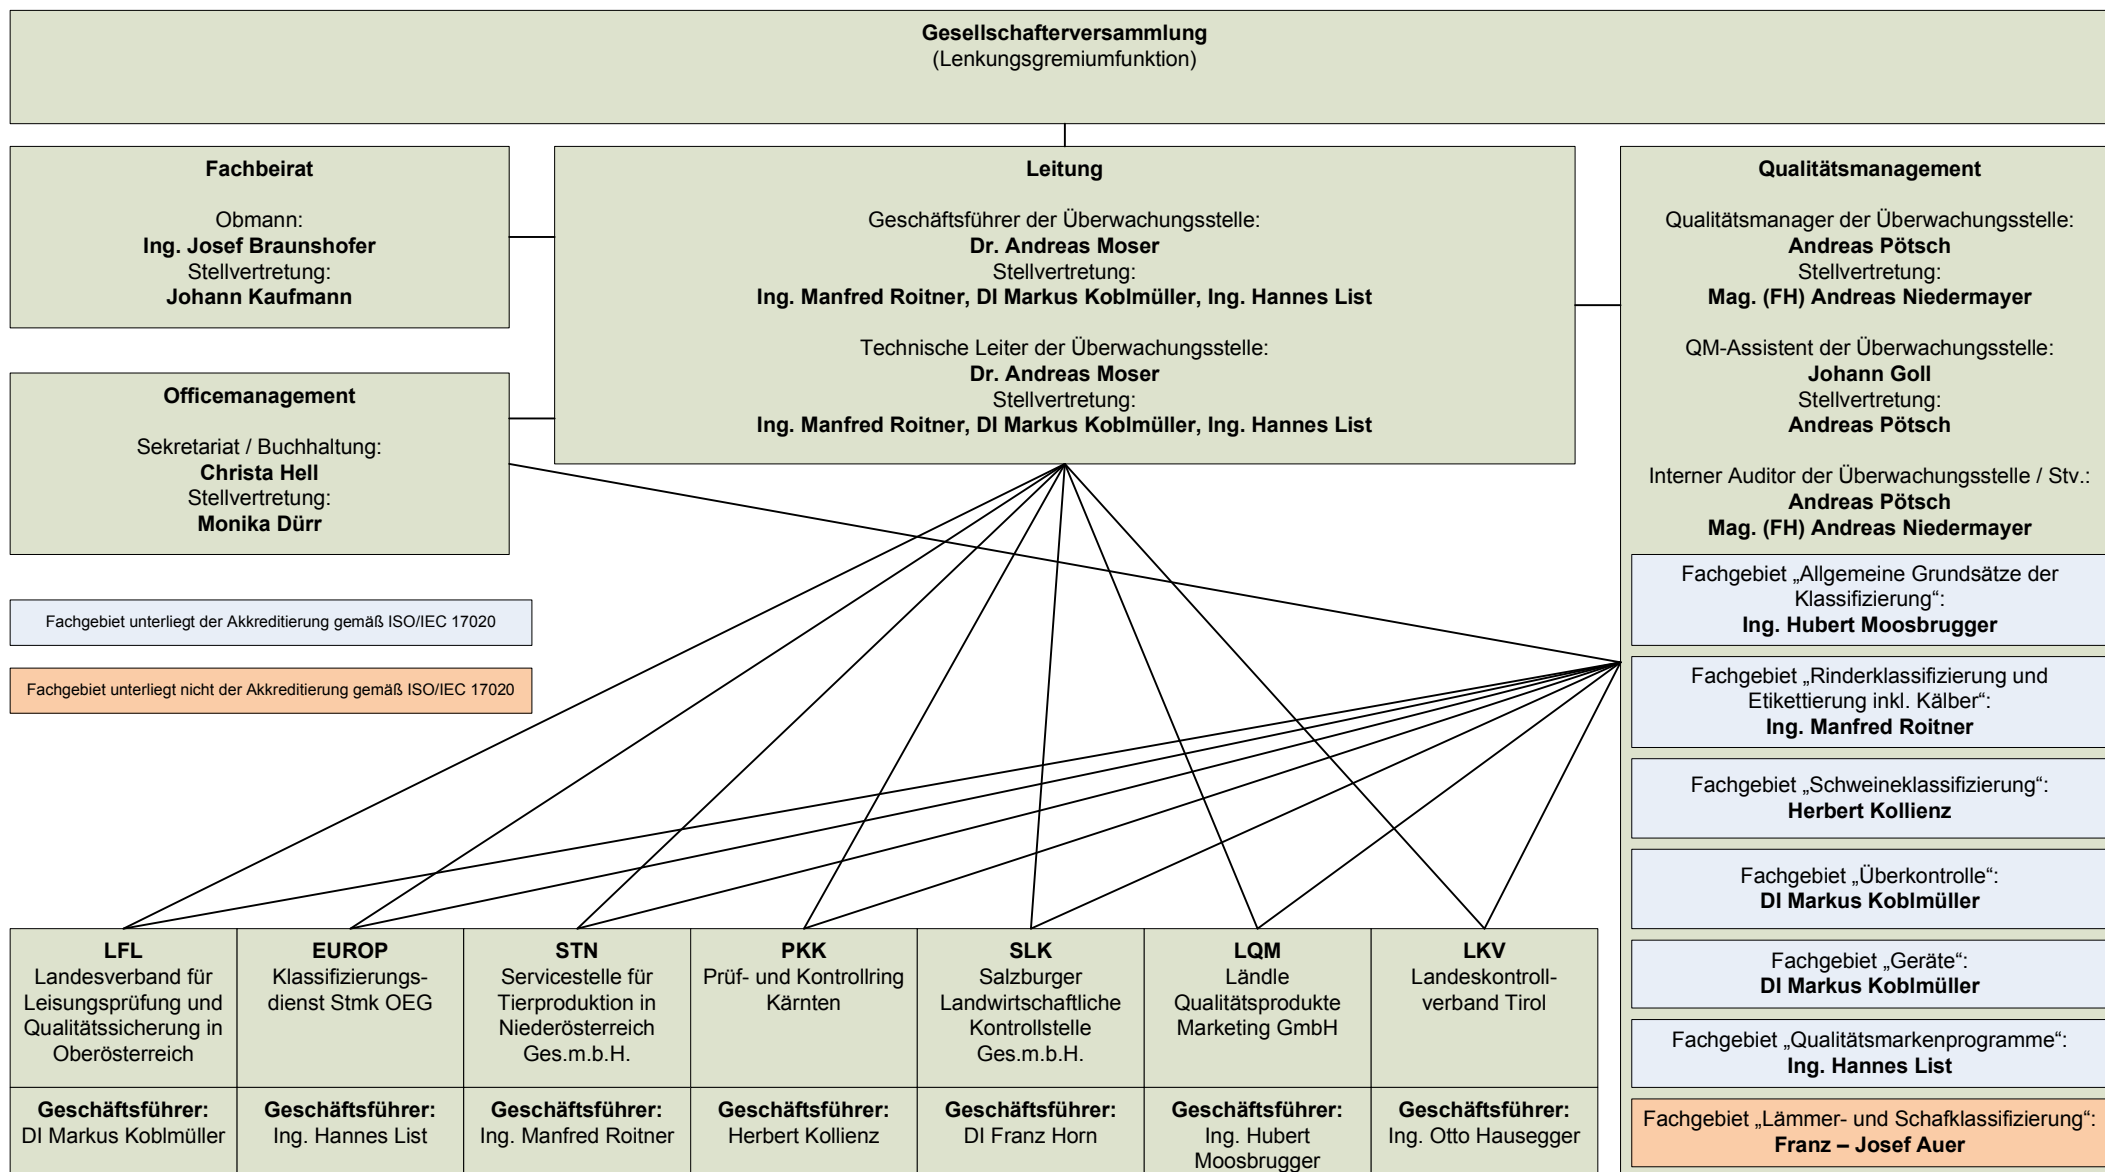 Gesellschafterversammlung
(Lenkungsgremiumfunktion)
Fachbeirat
Obmann:
Ing. Josef Braunshofer
Stellvertretung:
Johann Kaufmann
Officemanagement
Sekretariat / Buchhaltung:
Christa Hell
Stellvertretung:
Monika Dürr
Leitung
Geschäftsführer der Überwachungsstelle:
Dr. Andreas Moser
Stellvertretung:
Ing. Manfred Roitner, DI Markus Koblmüller, Ing. Hannes List
Technische Leiter der Überwachungsstelle:
Dr. Andreas Moser
Stellvertretung:
Ing. Manfred Roitner, DI Markus Koblmüller, Ing. Hannes List
Qualitätsmanagement
Qualitätsmanager der Überwachungsstelle:
Andreas Pötsch
Stellvertretung:
Mag. (FH) Andreas Niedermayer
QM-Assistent der Überwachungsstelle:
Johann Goll
Stellvertretung:
Andreas Pötsch
Interner Auditor der Überwachungsstelle / Stv.:
Andreas Pötsch
Mag. (FH) Andreas Niedermayer
Fachgebiet „Allgemeine Grundsätze der
Klassifizierung“:
Ing. Hubert Moosbrugger
Fachgebiet „Rinderklassifizierung und
Etikettierung inkl. Kälber“:
Ing. Manfred Roitner
Fachgebiet „Schweineklassifizierung“:
Herbert Kollienz
Fachgebiet „Überkontrolle“:
DI Markus Koblmüller
Fachgebiet „Geräte“:
DI Markus Koblmüller
Fachgebiet „Qualitätsmarkenprogramme“:
Ing. Hannes List
Fachgebiet „Lämmer- und Schafklassifizierung“:
Franz – Josef Auer
Fachgebiet unterliegt der Akkreditierung gemäß ISO/IEC 17020
Fachgebiet unterliegt nicht der Akkreditierung gemäß ISO/IEC 17020
LFL
Landesverband für
Leisungsprüfung und
Qualitätssicherung in
Oberösterreich
Geschäftsführer:
DI Markus Koblmüller
EUROP
Klassifizierungs-
dienst Stmk OEG
Geschäftsführer:
Ing. Hannes List
STN
Servicestelle für
Tierproduktion in
Niederösterreich
Ges.m.b.H.
Geschäftsführer:
Ing. Manfred Roitner
PKK
Prüf- und Kontrollring
Kärnten
Geschäftsführer:
Herbert Kollienz
SLK
Salzburger
Landwirtschaftliche
Kontrollstelle
Ges.m.b.H.
Geschäftsführer:
DI Franz Horn
LQM
Ländle
Qualitätsprodukte
Marketing GmbH
Geschäftsführer:
Ing. Hubert
Moosbrugger
LKV
Landeskontroll-
verband Tirol
Geschäftsführer:
Ing. Otto Hausegger